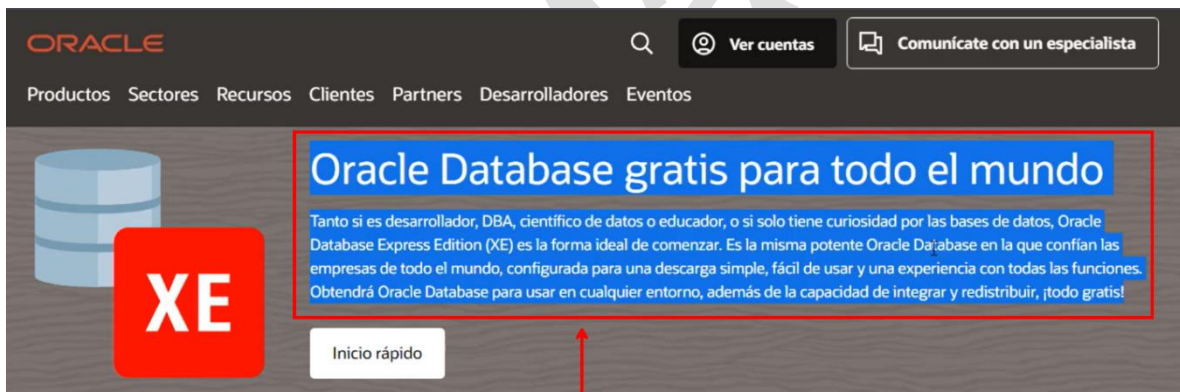 ORACLE
Ver cuentas
Comunícate con un especialista
Productos Sectores Recursos Clientes Partners Desarrolladores Eventos
Oracle Database gratis para todo el mundo
Tanto si es desarrollador, DBA, científico de datos o educador, o si solo tiene curiosidad por las bases de datos, Oracle
Database Express Edition (XE) es la forma ideal de comenzar. Es la misma potente Oracle Database en la que confían las
empresas de todo el mundo, configurada para una descarga simple, fácil de usar y una experiencia con todas las funciones.
Obtendrá Oracle Database para usar en cualquier entorno, además de la capacidad de integrar y redistribuir, ¡todo gratis!
XE
Inicio rápido